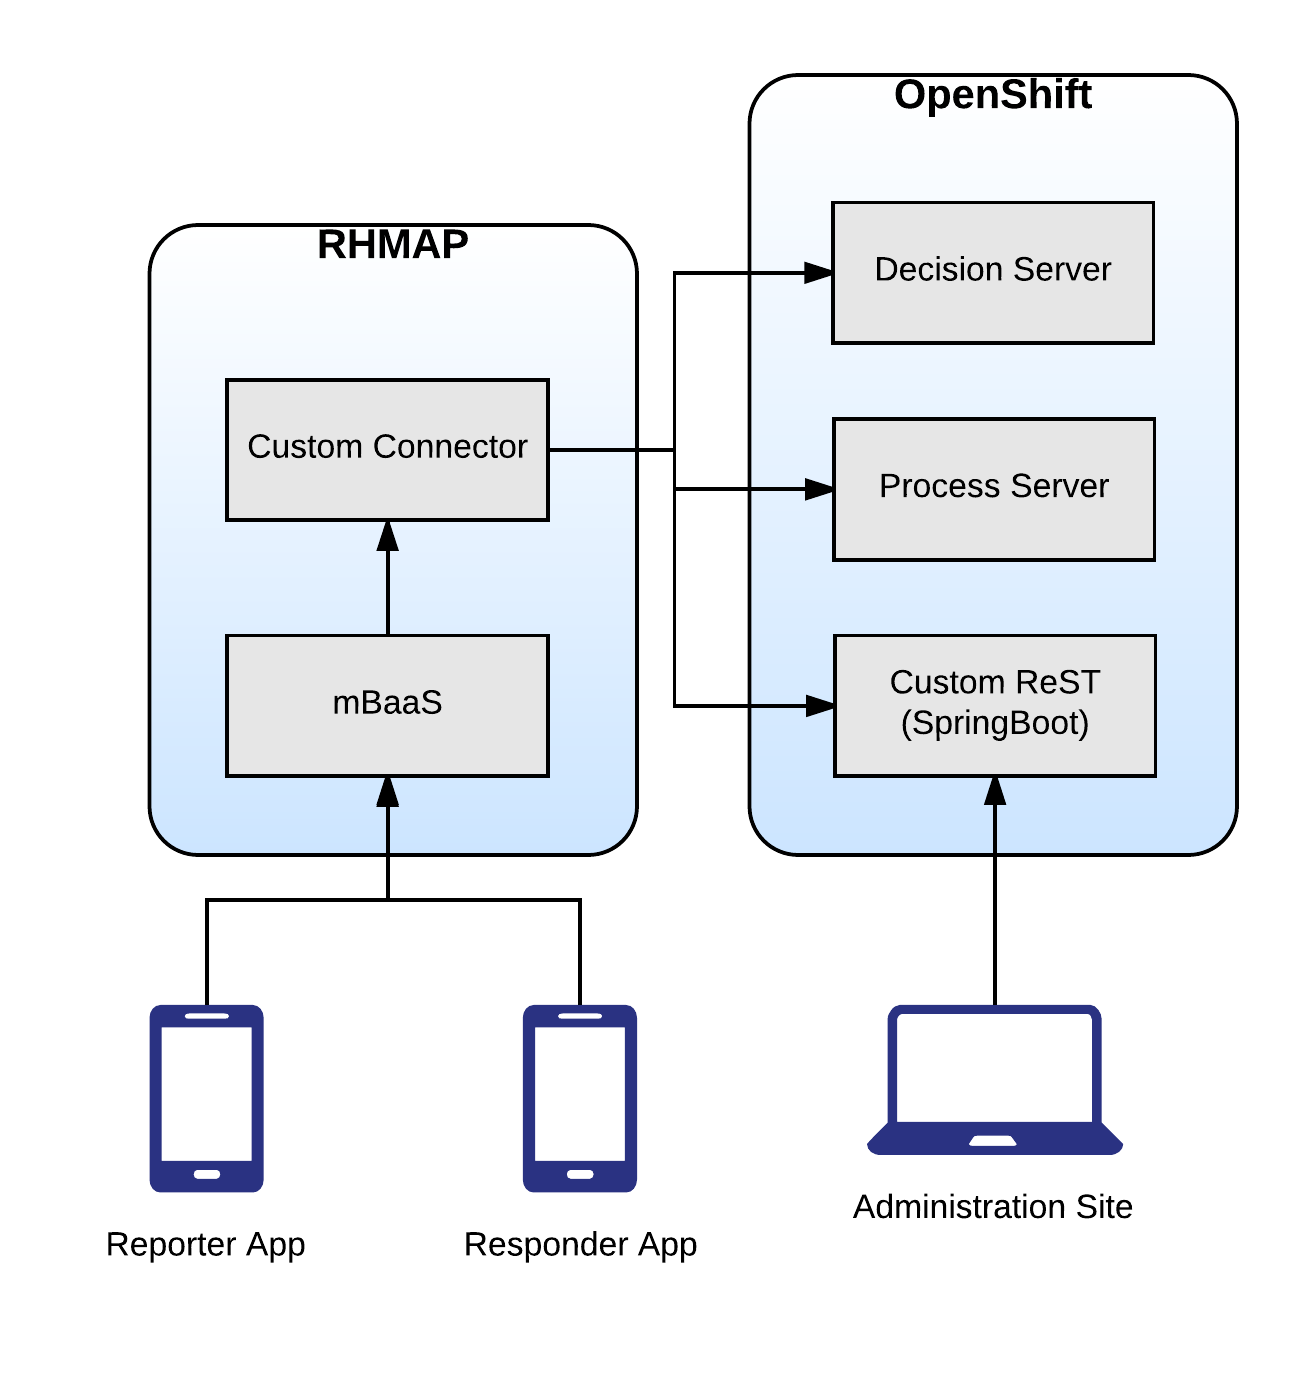 OpenShift
RHMAP
Decision Server
Custom Connector
Process Server
mBaaS
Custom ReST
(SpringBoot)
Reporter App
Responder App
Administration Site